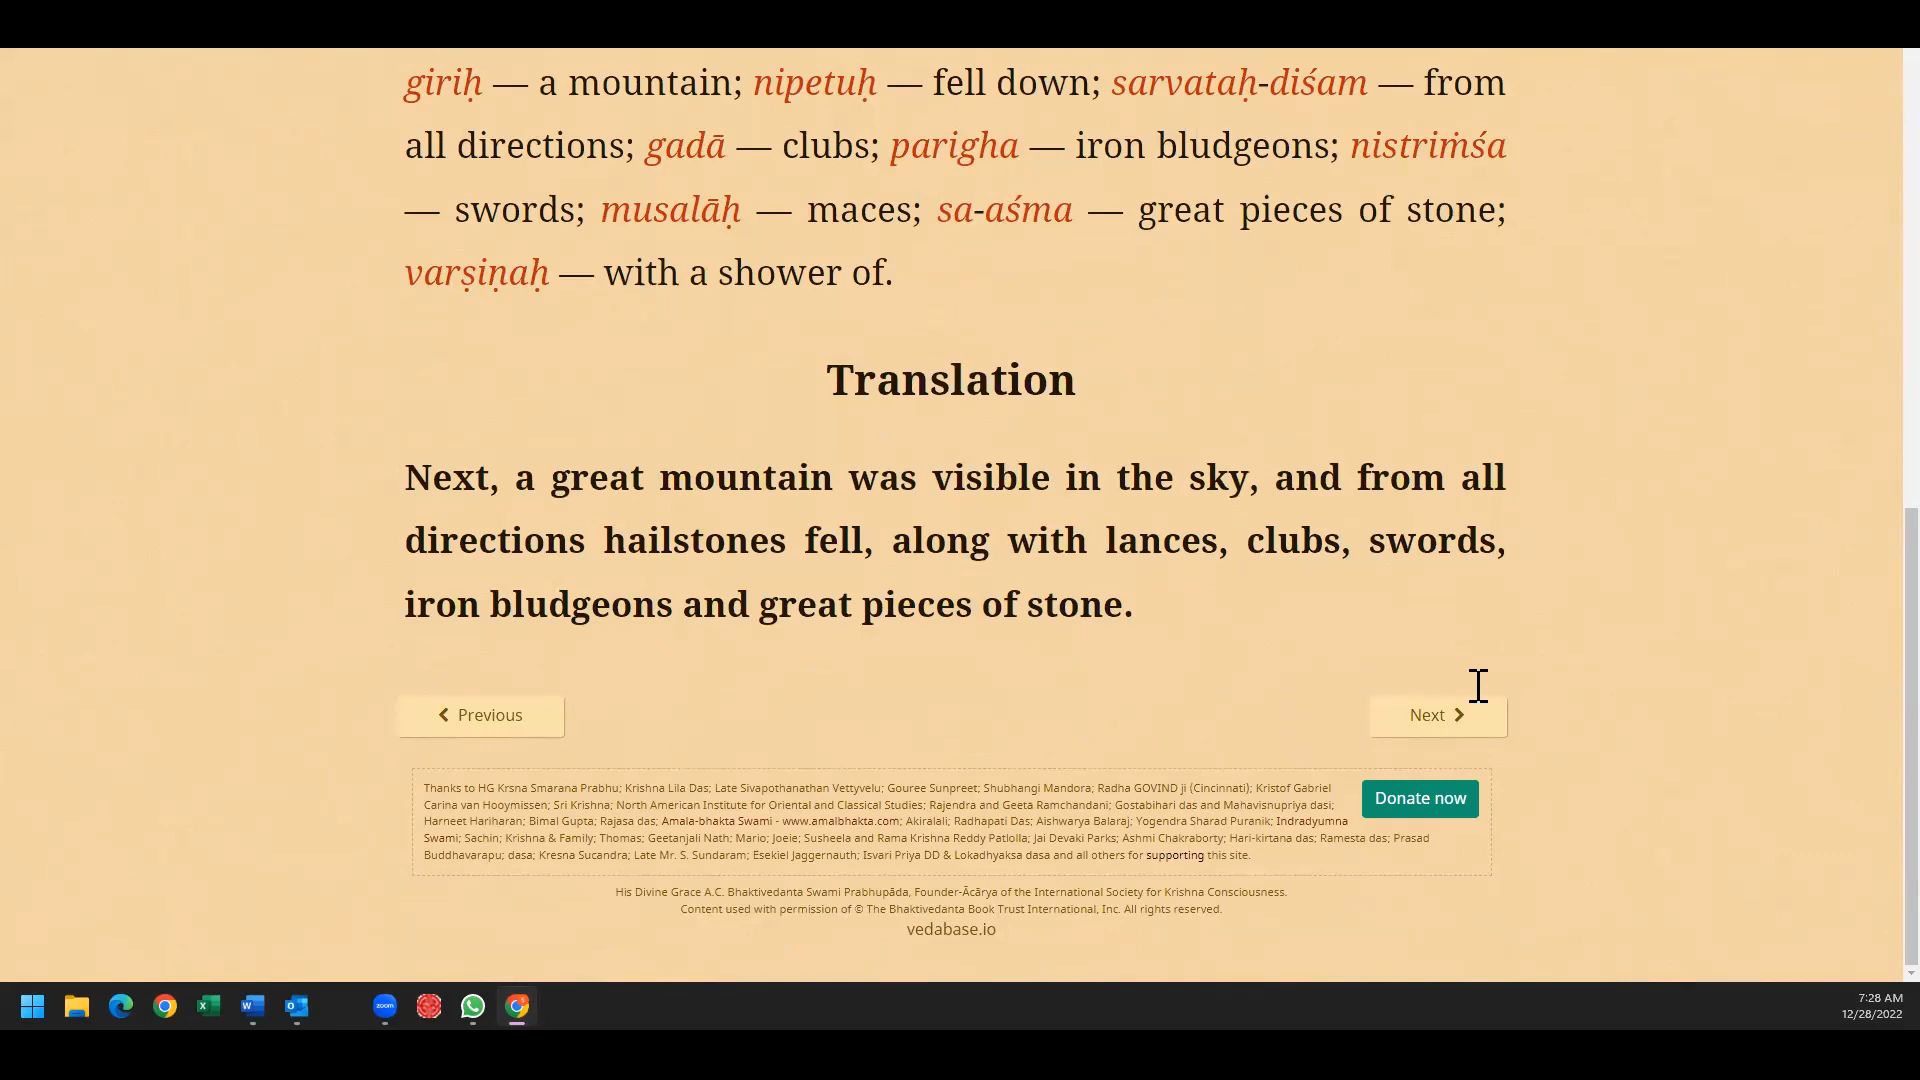 giriḥ — a mountain; nipetuḥ — fell down; sarvataḥ-diśam — from
all directions; gadā — clubs; parigha — iron bludgeons; nistriṁśa
— swords; musalāḥ — maces; sa-aśma — great pieces of stone;
varṣiṇaḥ — with a shower of.
Translation
Next, a great mountain was visible in the sky, and from all
directions hailstones fell, along with lances, clubs, swords,
iron bludgeons and great pieces of stone.
Previous
Next
Thanks to HG Krsna Smarana Prabhu; Krishna Lila Das; Late Sivapothanathan Vettyvelu; Gouree Sunpreet; Shubhangi Mandora; Radha GOVIND ji (Cincinnati); Kristof Gabriel
Carina van Hooymissen; Sri Krishna; North American Institute for Oriental and Classical Studies; Rajendra and Geeta Ramchandani; Gostabihari das and Mahavisnupriya dasi;
Harneet Hariharan; Bimal Gupta; Rajasa das; Amala-bhakta Swami - www.amalbhakta.com; Akiralali; Radhapati Das; Aishwarya Balaraj; Yogendra Sharad Puranik; Indradyumna
Swami; Sachin; Krishna & Family; Thomas; Geetanjali Nath; Mario; Joeie; Susheela and Rama Krishna Reddy Patlolla; Jai Devaki Parks; Ashmi Chakraborty; Hari-kirtana das; Ramesta das; Prasad
Buddhavarapu; dasa; Kresna Sucandra; Late Mr. S. Sundaram; Esekiel Jaggernauth; Isvari Priya DD & Lokadhyaksa dasa and all others for supporting this site.
Donate now
His Divine Grace A.C. Bhaktivedanta Swami Prabhupāda, Founder-Ācārya of the International Society for Krishna Consciousness.
Content used with permission of © The Bhaktivedanta Book Trust International, Inc. All rights reserved.
vedabase.io
zoom
7:28 AM
12/28/2022